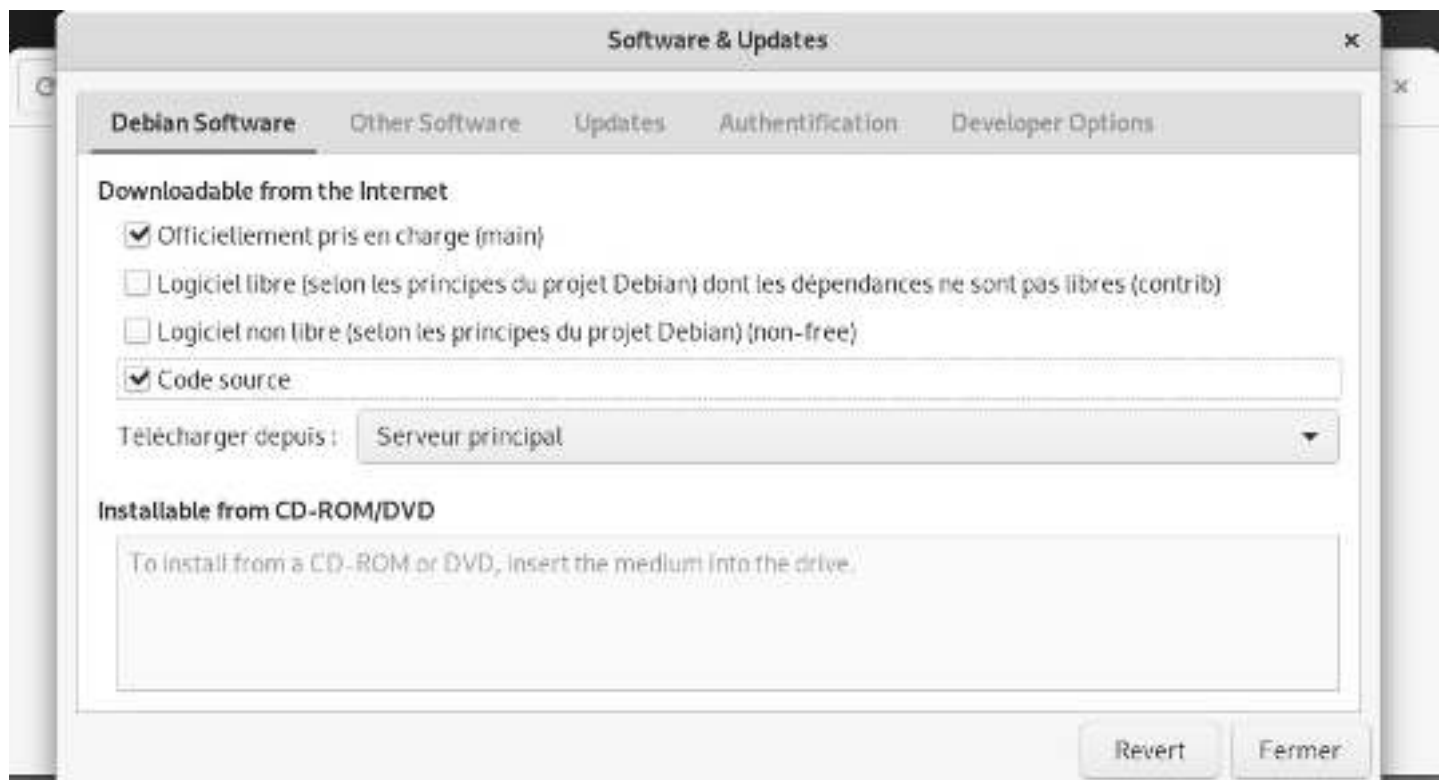 Software & Updates
Debian Software Other Software Updates Authentification Developer Options
Downloadable from the Internet
Officiellement pris en charge (main)
Logiciel libre (selon les principes du projet Debian) dont les dépendances ne sont pas libres (contrib)
Logiciel non libre (selon les principes du projet Debian) (non-free)
Code source
Télécharger depuis : Serveur principal
Installable from CD-ROM/DVD
To install from a CD-ROM or DVD, insert the medium into the drive.
Revert Fermer